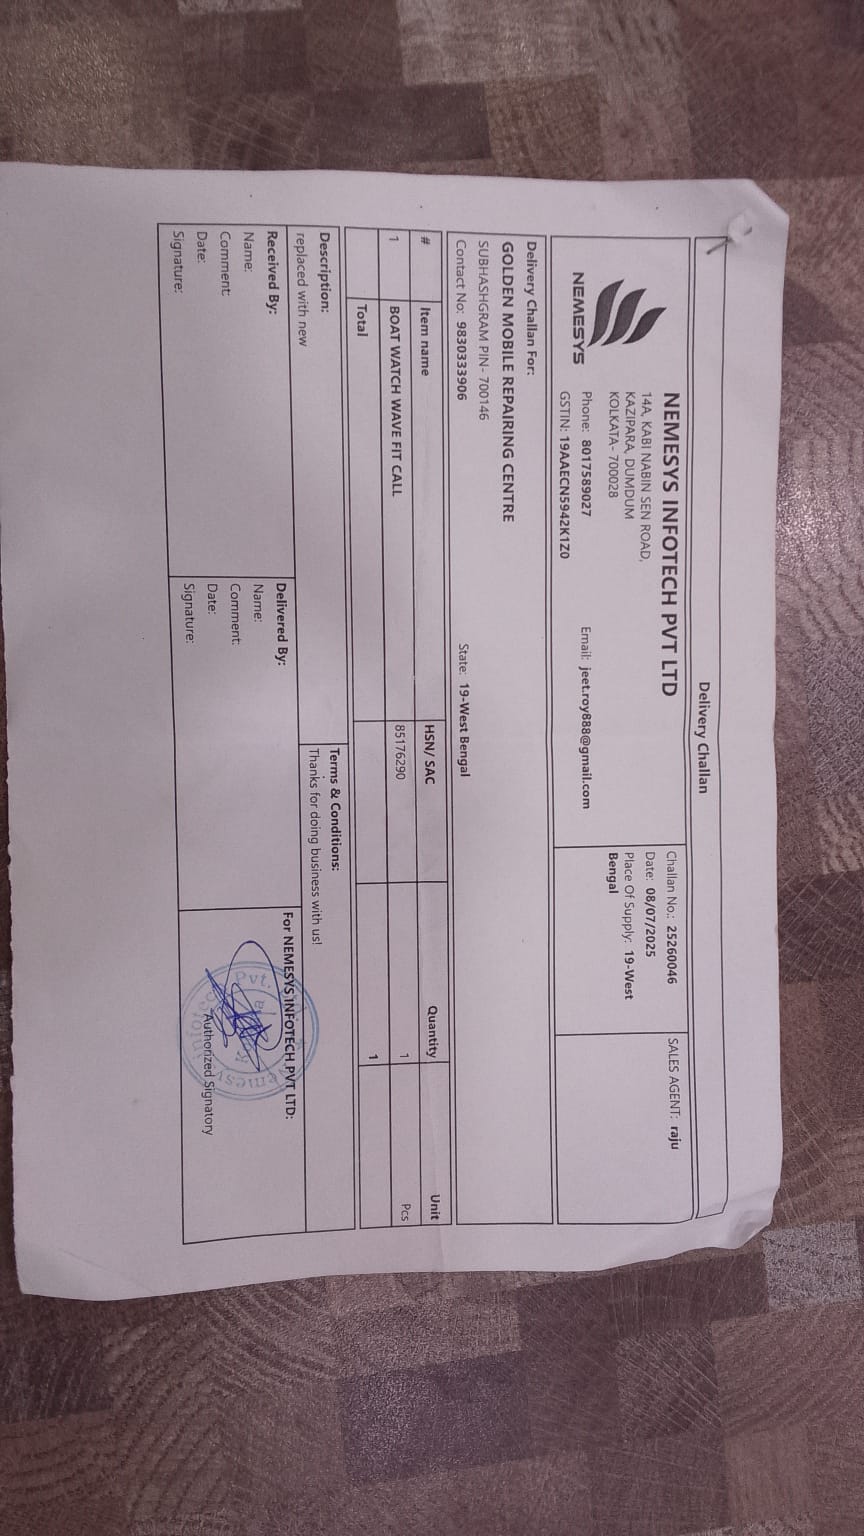 Delivery Challan
NEMESYS
NEMESYS INFOTECH PVT LTD
14A, KABI NABIN SEN ROAD,
KAZIPARA, DUMDUM
KOLKATA- 700028
Phone: 8017589027 Email: jeet.roy888@gmail.com
GSTIN: 19AAECN5942K1Z0
Challan No.: 25260046
Date: 08/07/2025
Place Of Supply: 19-West
Bengal
SALES AGENT: raju
Delivery Challan For:
GOLDEN MOBILE REPAIRING CENTRE
SUBHASHGRAM PIN- 700146
Contact No: 9830333906 State: 19-West Bengal
# Item name HSN/ SAC Quantity Unit
1 BOAT WATCH WAVE FIT CALL 85176290 1 Pcs
Total 1
Description:
replaced with new
Terms & Conditions:
Thanks for doing business with us!
Received By:
Name:
Comment:
Date:
Signature:
Delivered By:
Name:
Comment:
Date:
Signature:
For NEMESYS INFOTECH PVT LTD:
Pvt.
Authorized Signatory